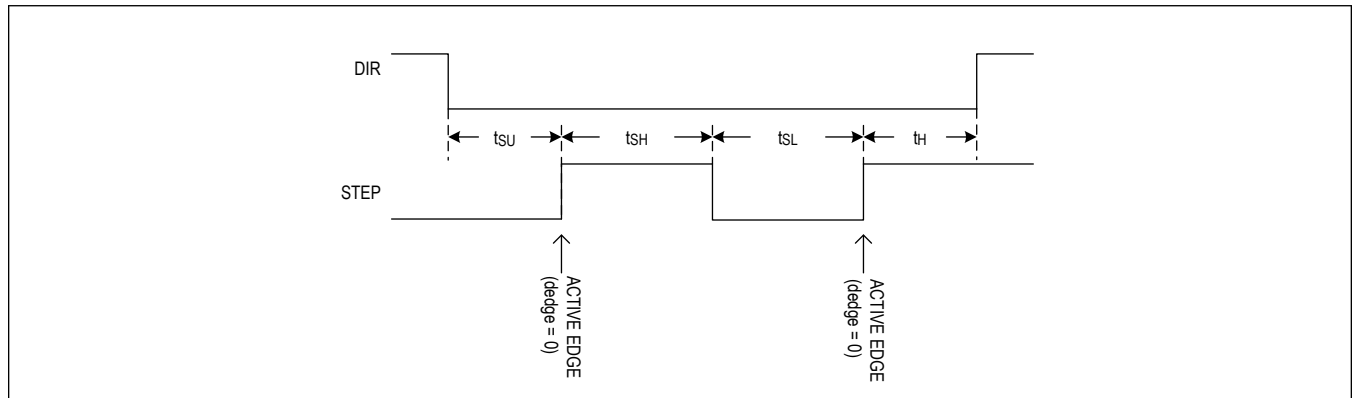 DIR
tSU
tSH
tSL
tH
STEP
ACTIVE EDGE
(dedge = 0)
ACTIVE EDGE
(dedge = 0)